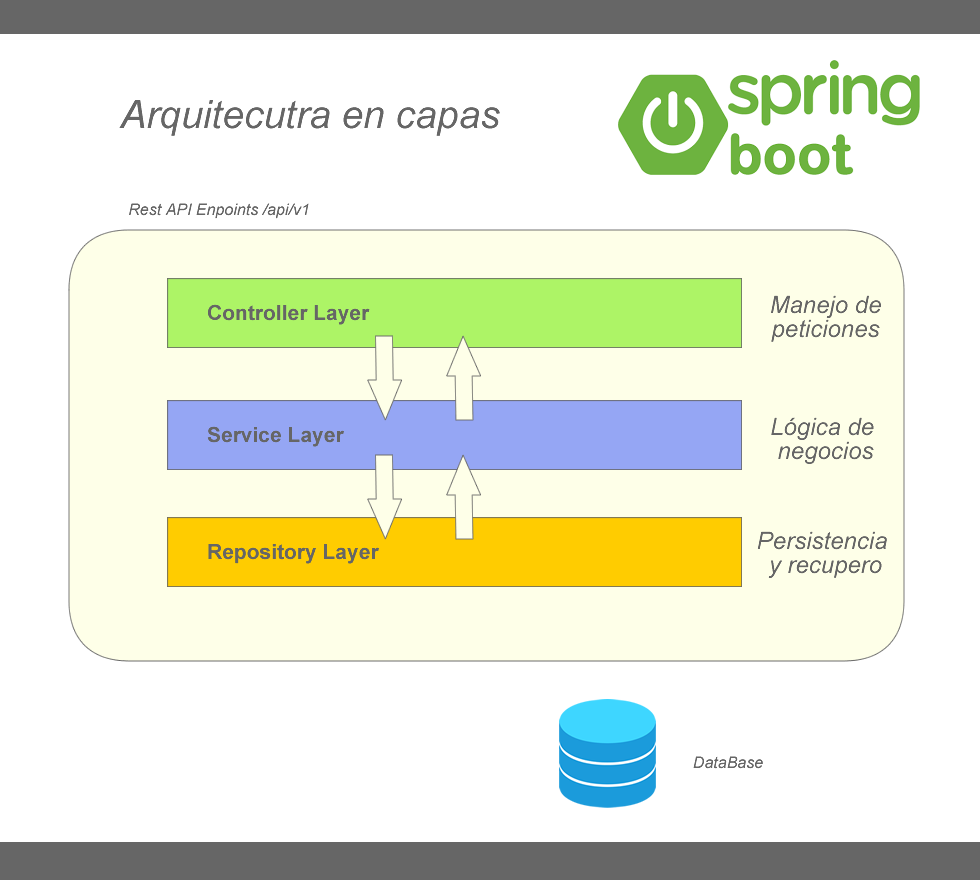 Arquitecutra en capas
spring
boot
Rest API Enpoints /api/v1
Controller Layer
Manejo de
peticiones
Service Layer
Lógica de
negocios
Repository Layer
Persistencia
y recupero
DataBase